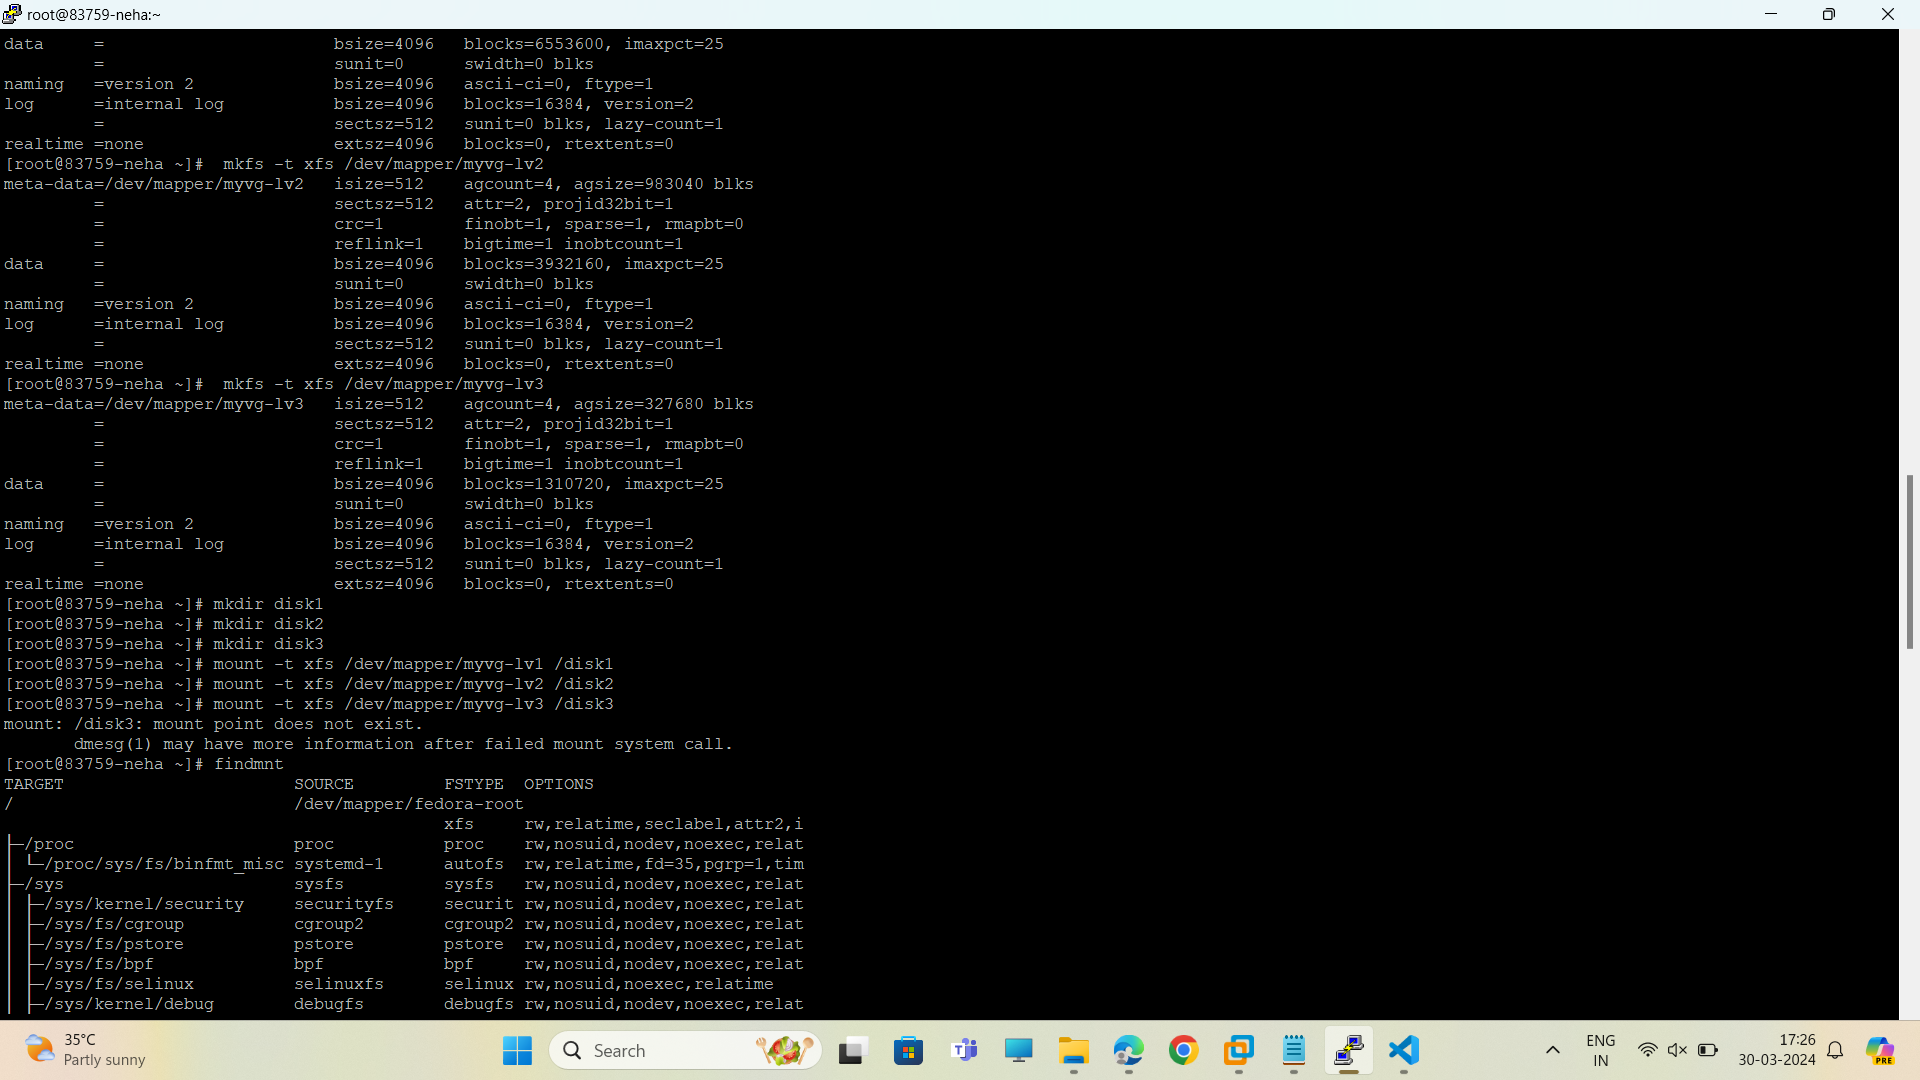 root@83759-neha:~
data     =                       bsize=4096   blocks=6553600, imaxpct=25
         =                       sunit=0      swidth=0 blks
naming   =version 2              bsize=4096   ascii-ci=0, ftype=1
log      =internal log           bsize=4096   blocks=16384, version=2
         =                       sectsz=512   sunit=0 blks, lazy-count=1
realtime =none                   extsz=4096   blocks=0, rtextents=0
[root@83759-neha ~]#  mkfs -t xfs /dev/mapper/myvg-lv2
meta-data=/dev/mapper/myvg-lv2   isize=512    agcount=4, agsize=983040 blks
         =                       sectsz=512   attr=2, projid32bit=1
         =                       crc=1        finobt=1, sparse=1, rmapbt=0
         =                       reflink=1    bigtime=1 inobtcount=1
data     =                       bsize=4096   blocks=3932160, imaxpct=25
         =                       sunit=0      swidth=0 blks
naming   =version 2              bsize=4096   ascii-ci=0, ftype=1
log      =internal log           bsize=4096   blocks=16384, version=2
         =                       sectsz=512   sunit=0 blks, lazy-count=1
realtime =none                   extsz=4096   blocks=0, rtextents=0
[root@83759-neha ~]#  mkfs -t xfs /dev/mapper/myvg-lv3
meta-data=/dev/mapper/myvg-lv3   isize=512    agcount=4, agsize=327680 blks
         =                       sectsz=512   attr=2, projid32bit=1
         =                       crc=1        finobt=1, sparse=1, rmapbt=0
         =                       reflink=1    bigtime=1 inobtcount=1
data     =                       bsize=4096   blocks=1310720, imaxpct=25
         =                       sunit=0      swidth=0 blks
naming   =version 2              bsize=4096   ascii-ci=0, ftype=1
log      =internal log           bsize=4096   blocks=16384, version=2
         =                       sectsz=512   sunit=0 blks, lazy-count=1
realtime =none                   extsz=4096   blocks=0, rtextents=0
[root@83759-neha ~]# mkdir disk1
[root@83759-neha ~]# mkdir disk2
[root@83759-neha ~]# mkdir disk3
[root@83759-neha ~]# mount -t xfs /dev/mapper/myvg-lv1 /disk1
[root@83759-neha ~]# mount -t xfs /dev/mapper/myvg-lv2 /disk2
[root@83759-neha ~]# mount -t xfs /dev/mapper/myvg-lv3 /disk3
mount: /disk3: mount point does not exist.
       dmesg(1) may have more information after failed mount system call.
[root@83759-neha ~]# findmnt
TARGET                       SOURCE         FSTYPE  OPTIONS
/                            /dev/mapper/fedora-root
                                            xfs     rw,relatime,seclabel,attr2,i
├─/proc                      proc           proc    rw,nosuid,nodev,noexec,relat
│ └─/proc/sys/fs/binfmt_misc systemd-1      autofs  rw,relatime,fd=35,pgrp=1,tim
├─/sys                       sysfs          sysfs   rw,nosuid,nodev,noexec,relat
│ ├─/sys/kernel/security     securityfs     securit rw,nosuid,nodev,noexec,relat
│ ├─/sys/fs/cgroup           cgroup2        cgroup2 rw,nosuid,nodev,noexec,relat
│ ├─/sys/fs/pstore           pstore         pstore  rw,nosuid,nodev,noexec,relat
│ ├─/sys/fs/bpf              bpf            bpf     rw,nosuid,nodev,noexec,relat
│ ├─/sys/fs/selinux          selinuxfs      selinux rw,nosuid,noexec,relatime
│ ├─/sys/kernel/debug        debugfs        debugfs rw,nosuid,nodev,noexec,relat
35°C
Partly sunny
Search
ENG
IN
17:26
30-03-2024
PRE